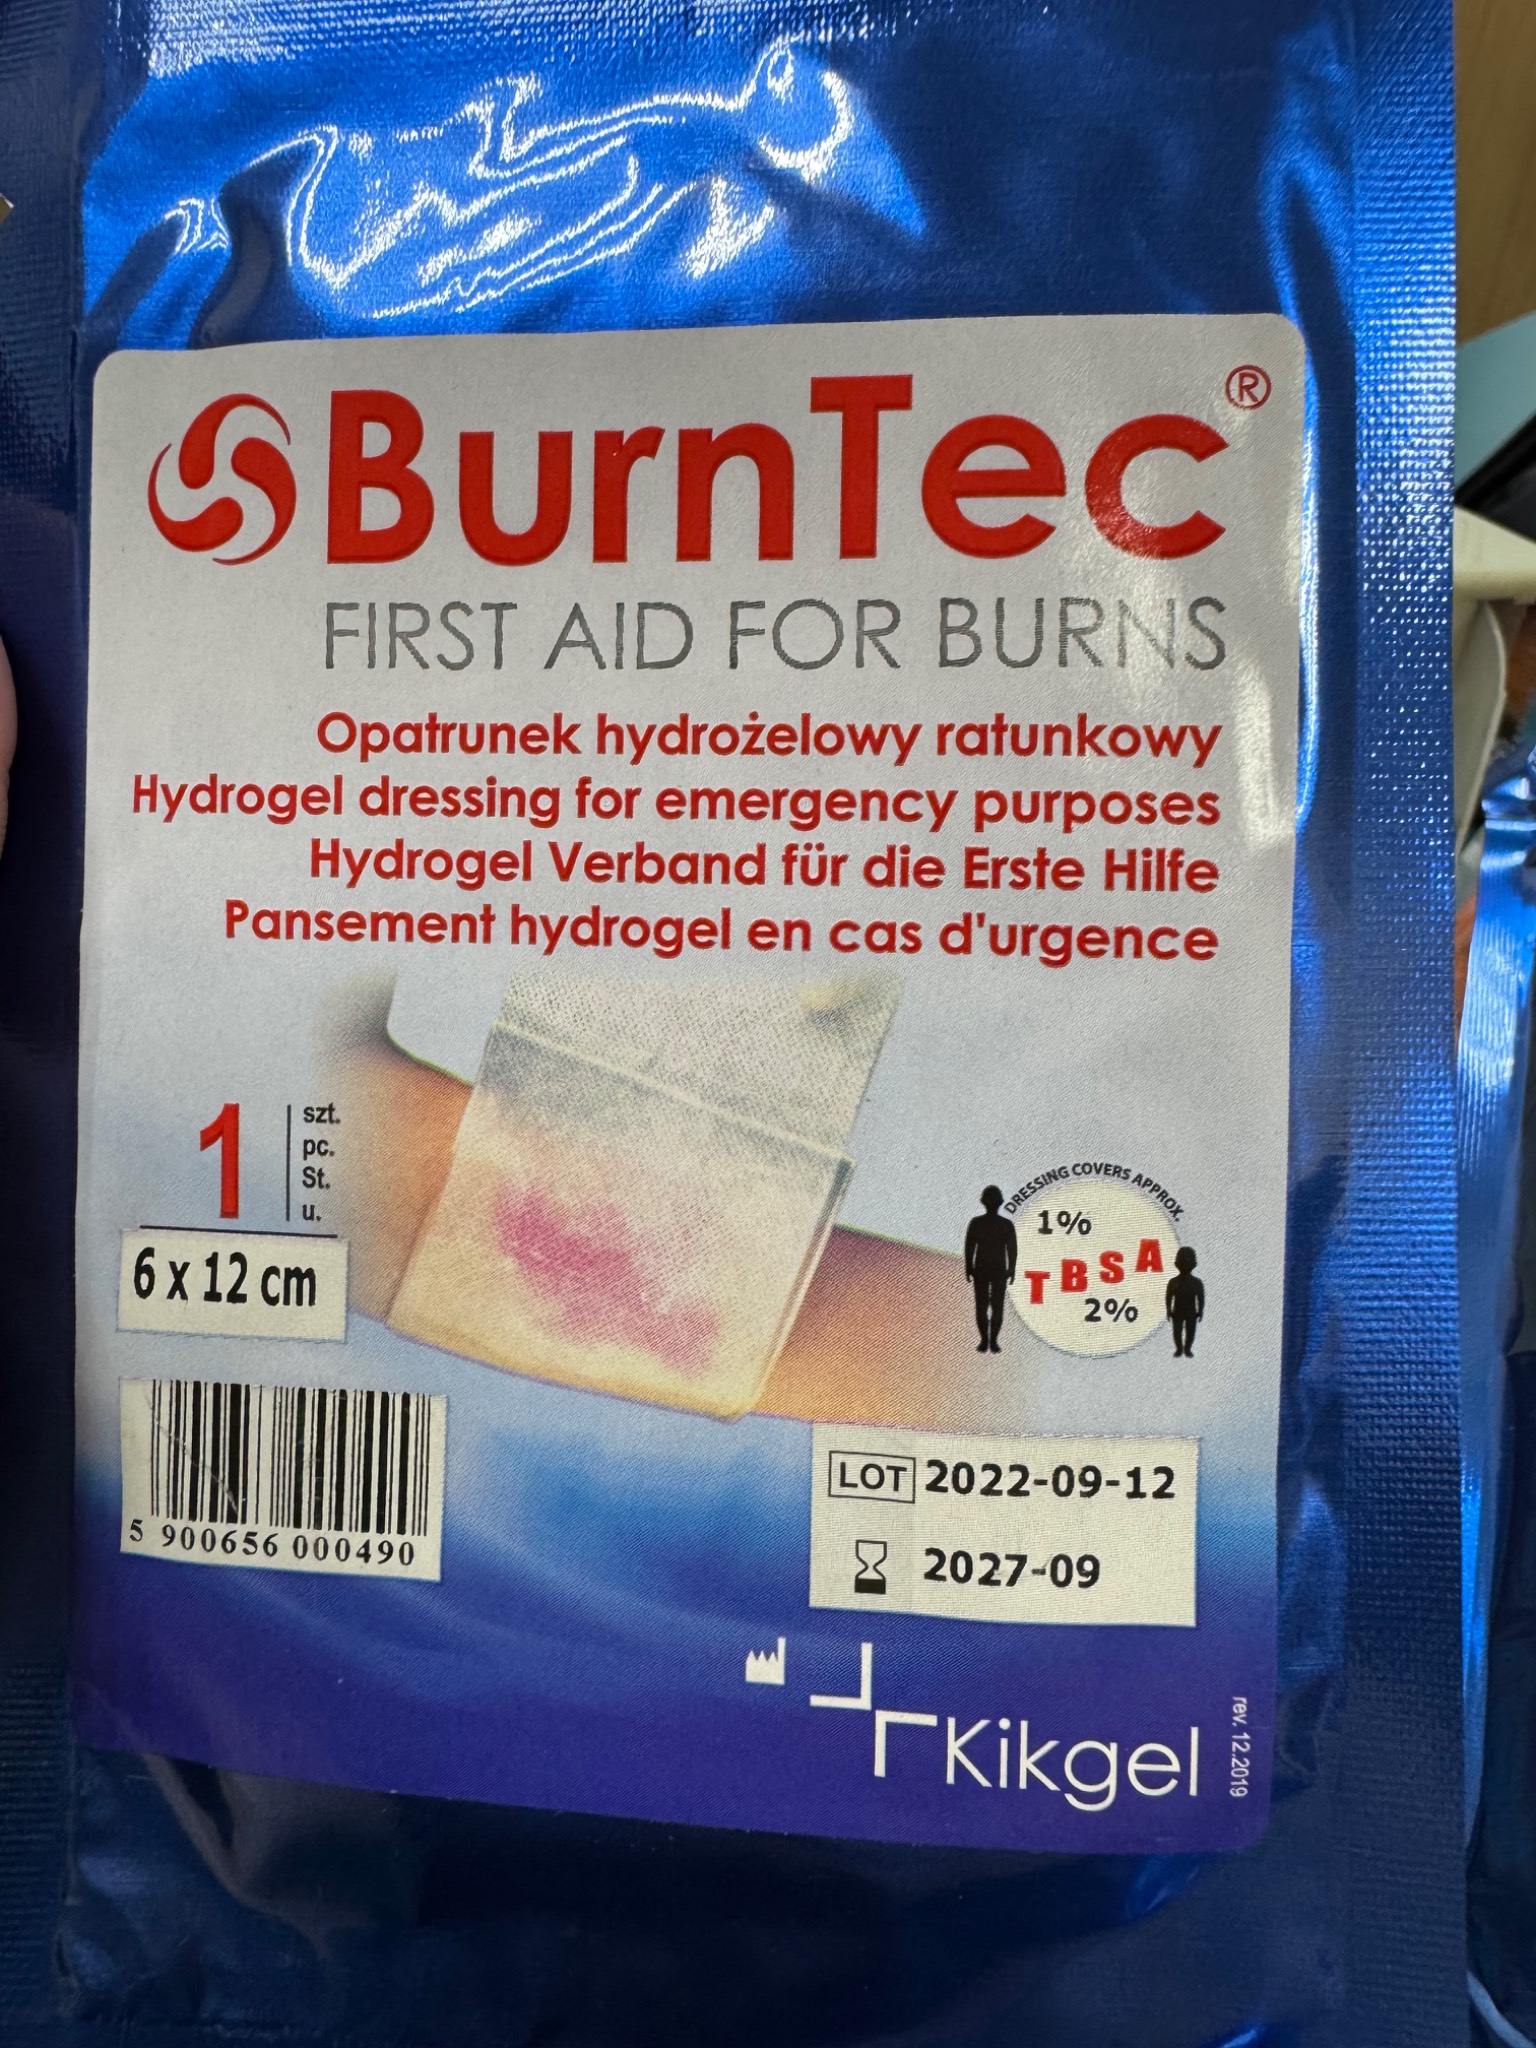 BurnTec®
FIRST AID FOR BURNS
Opatrunek hydrożelowy ratunkowy
Hydrogel dressing for emergency purposes
Hydrogel Verband für die Erste Hilfe
Pansement hydrogel en cas d'urgence
1
szt.
pc.
St.
u.
6 x 12 cm
DRESSING COVERS APPROX.
1%
TBSA
2%
5 900656 000490
LOT 2022-09-12
2027-09
Kikgel
rev. 12.2019